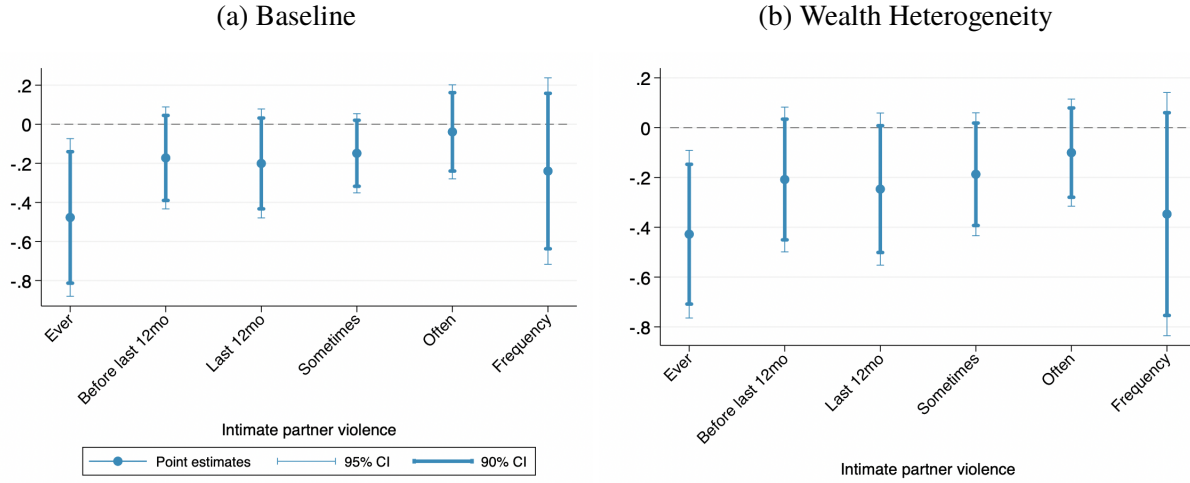 (a) Baseline
.2
0
-.2
-.4
-.6
-.8
Ever
Before last 12mo
Last 12mo
Sometimes
Often
Frequency
Intimate partner violence
Point estimates 95% CI 90% CI
(b) Wealth Heterogeneity
.2
0
-.2
-.4
-.6
-.8
Ever
Before last 12mo
Last 12mo
Sometimes
Often
Frequency
Intimate partner violence